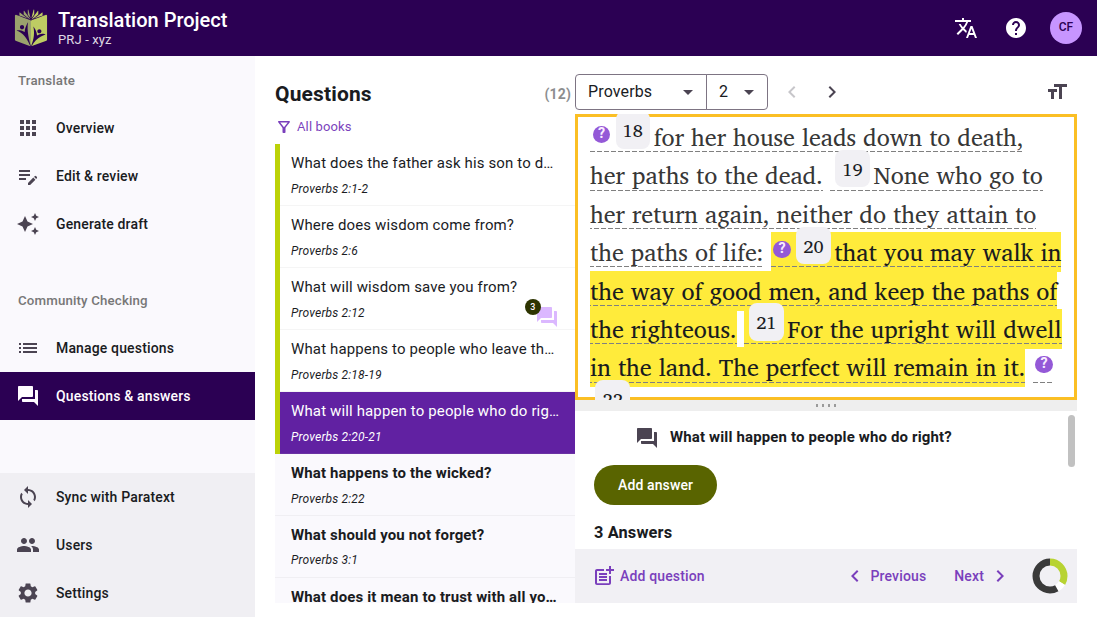 Translation Project
PRJ - xyz
CF
Translate
Overview
Edit & review
Generate draft
Community Checking
Manage questions
Questions & answers
Sync with Paratext
Users
Settings
Questions (12)
All books
What does the father ask his son to d...
Proverbs 2:1-2
Where does wisdom come from?
Proverbs 2:6
What will wisdom save you from?
Proverbs 2:12
3
What happens to people who leave th...
Proverbs 2:18-19
What will happen to people who do rig...
Proverbs 2:20-21
What happens to the wicked?
Proverbs 2:22
What should you not forget?
Proverbs 3:1
What does it mean to trust with all yo...
Proverbs 2
? 18 for her house leads down to death,
her paths to the dead. 19 None who go to
her return again, neither do they attain to
the paths of life: ? 20 that you may walk in
the way of good men, and keep the paths of
the righteous. 21 For the upright will dwell
in the land. The perfect will remain in it. ?
22
What will happen to people who do right?
Add answer
3 Answers
Add question
Previous
Next